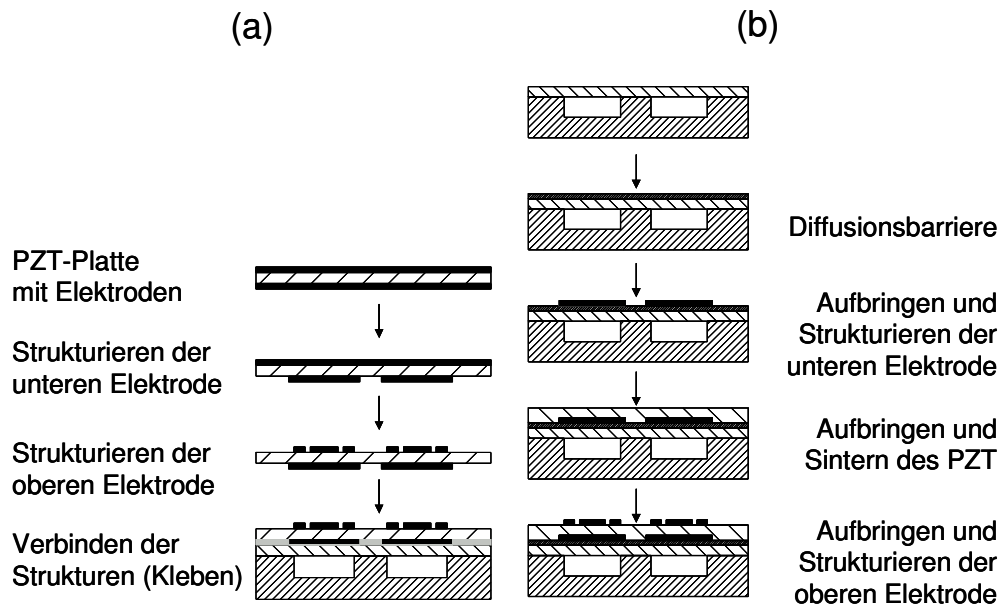 (a)
PZT-Platte
mit Elektroden
Strukturieren der
unteren Elektrode
Strukturieren der
oberen Elektrode
Verbinden der
Strukturen (Kleben)
(b)
Diffusionsbarriere
Aufbringen und
Strukturieren der
unteren Elektrode
Aufbringen und
Sintern des PZT
Aufbringen und
Strukturieren der
oberen Elektrode